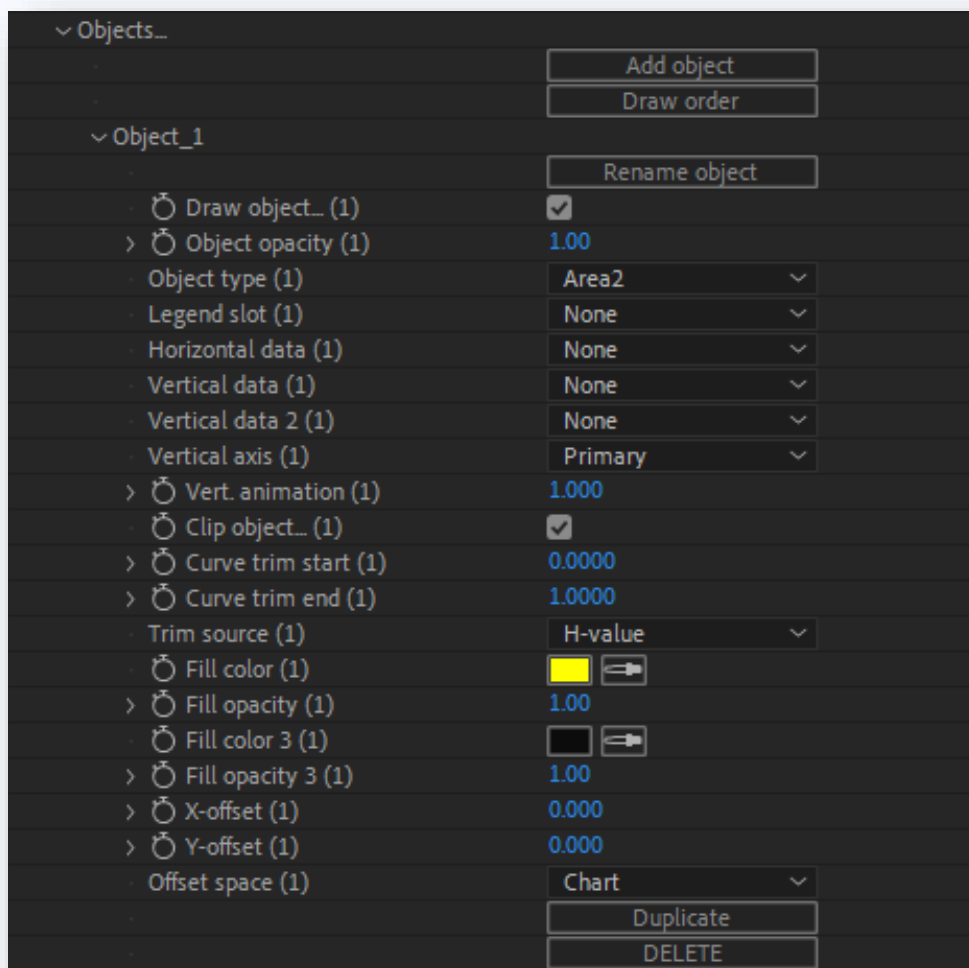 Objects...
Add object
Draw order
Object_1
Rename object
Draw object... (1)
Object opacity (1) 1.00
Object type (1) Area2
Legend slot (1) None
Horizontal data (1) None
Vertical data (1) None
Vertical data 2 (1) None
Vertical axis (1) Primary
Vert. animation (1) 1.000
Clip object... (1)
Curve trim start (1) 0.0000
Curve trim end (1) 1.0000
Trim source (1) H-value
Fill color (1)
Fill opacity (1) 1.00
Fill color 3 (1)
Fill opacity 3 (1) 1.00
X-offset (1) 0.000
Y-offset (1) 0.000
Offset space (1) Chart
Duplicate
DELETE